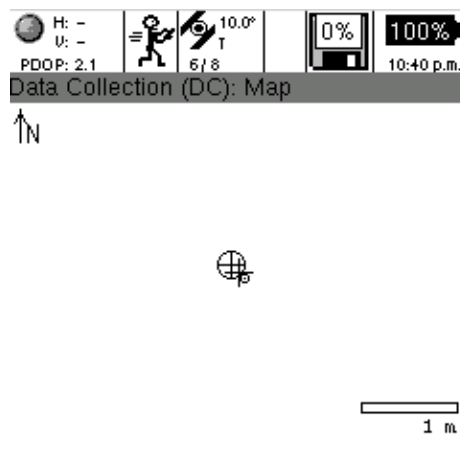 H: -
V: -
PDOP: 2.1
10.0°
T
6/8
0%
100%
10:40 p.m.
Data Collection (DC): Map
N
1 m